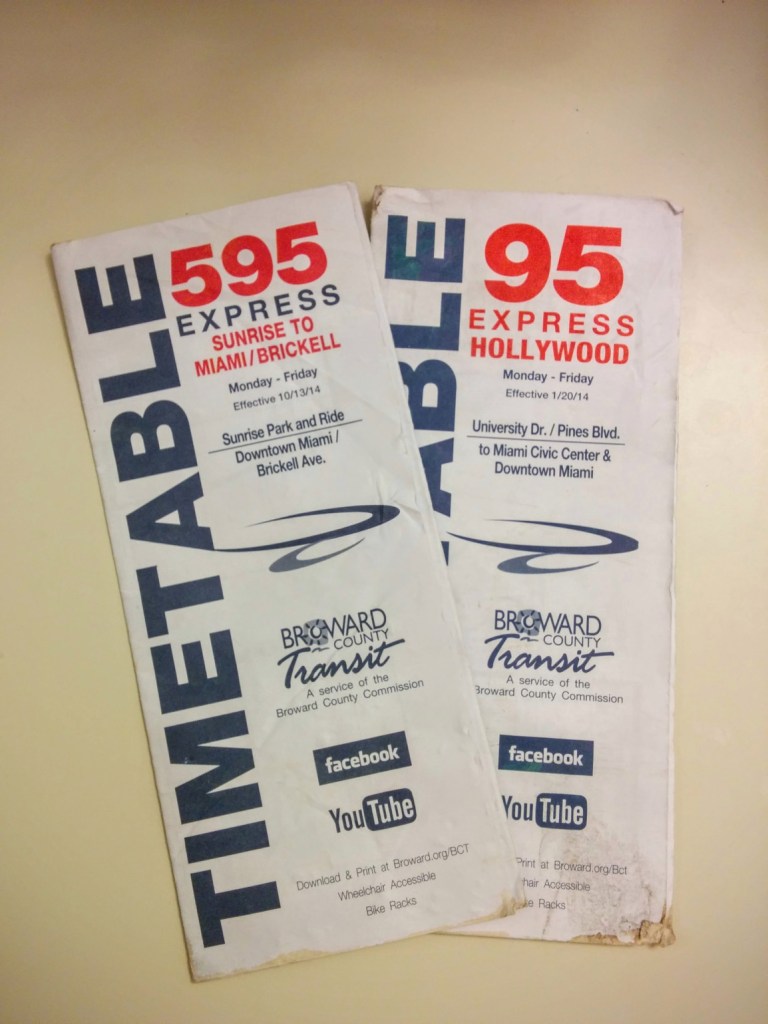 TIMETABLE
595
EXPRESS
SUNRISE TO
MIAMI/BRICKELL
Monday - Friday
Effective 10/13/14
Sunrise Park and Ride
Downtown Miami /
Brickell Ave.
BROWARD
COUNTY
Transit
A service of the
Broward County Commission
facebook
YouTube
Download & Print at Broward.org/BCT
Wheelchair Accessible
Bike Racks
ABLE
95
EXPRESS
HOLLYWOOD
Monday - Friday
Effective 1/20/14
University Dr. / Pines Blvd.
to Miami Civic Center &
Downtown Miami
BROWARD
COUNTY
Transit
A service of the
Broward County Commission
facebook
YouTube
Print at Broward.org/Bct
hair Accessible
ke Racks